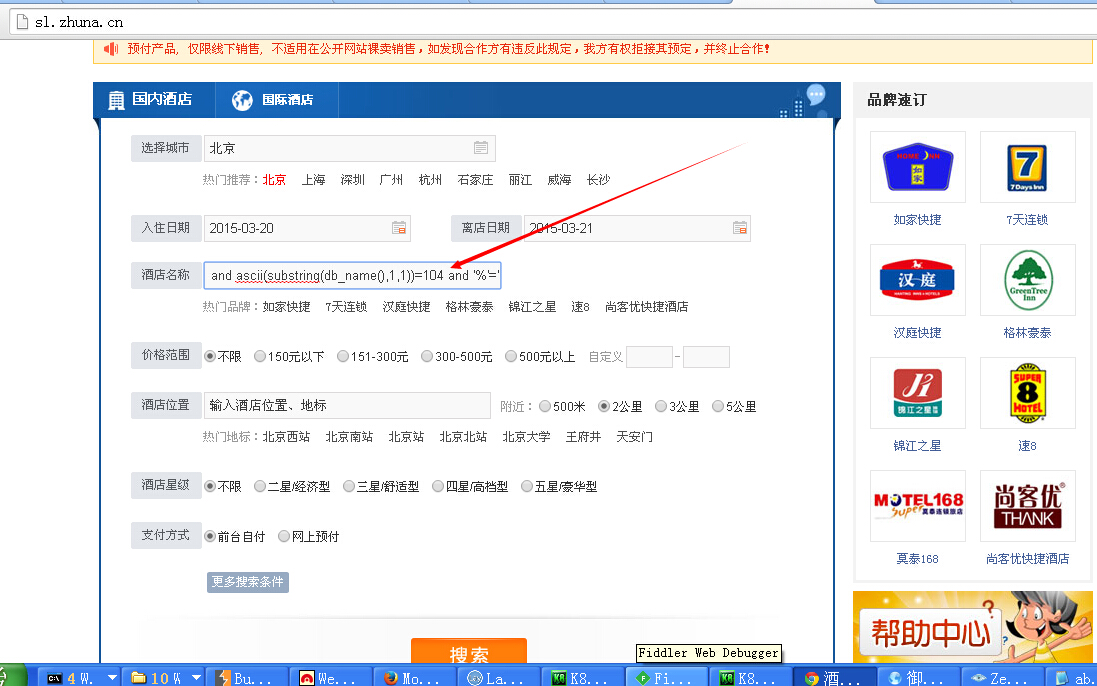 sl.zhuna.cn
预付产品, 仅限线下销售, 不适用在公开网站裸卖销售，如发现合作方有违反此规定，我方有权拒接其预定，并终止合作!
国内酒店 国际酒店
品牌速订
选择城市 北京
热门推荐：北京 上海 深圳 广州 杭州 石家庄 丽江 威海 长沙
入住日期 2015-03-20 离店日期 2015-03-21
酒店名称 and ascii(substring(db_name(),1,1))=104 and '%'='
热门品牌：如家快捷 7天连锁 汉庭快捷 格林豪泰 锦江之星 速8 尚客优快捷酒店
价格范围 不限 150元以下 151-300元 300-500元 500元以上 自定义 -
酒店位置 输入酒店位置、地标 附近：500米 2公里 3公里 5公里
热门地标：北京西站 北京南站 北京站 北京北站 北京大学 王府井 天安门
酒店星级 不限 二星/经济型 三星/舒适型 四星/高档型 五星/豪华型
支付方式 前台自付 网上预付
更多搜索条件
搜索
HOME INN
如家
7
7Days Inn
如家快捷 7天连锁
汉庭
HANTING INNS & HOTELS
GreenTree
Inn
汉庭快捷 格林豪泰
锦江之星
SUPER
8
MOTEL
锦江之星 速8
MOTEL168
Super 莫泰连锁旅店
尚客优
THANK
莫泰168 尚客优快捷酒店
帮助中心
?
Fiddler Web Debugger
4 W. 10 W Bu... We... Mo... La... K8... Fi... K8... 酒... 御... Ze... ab.